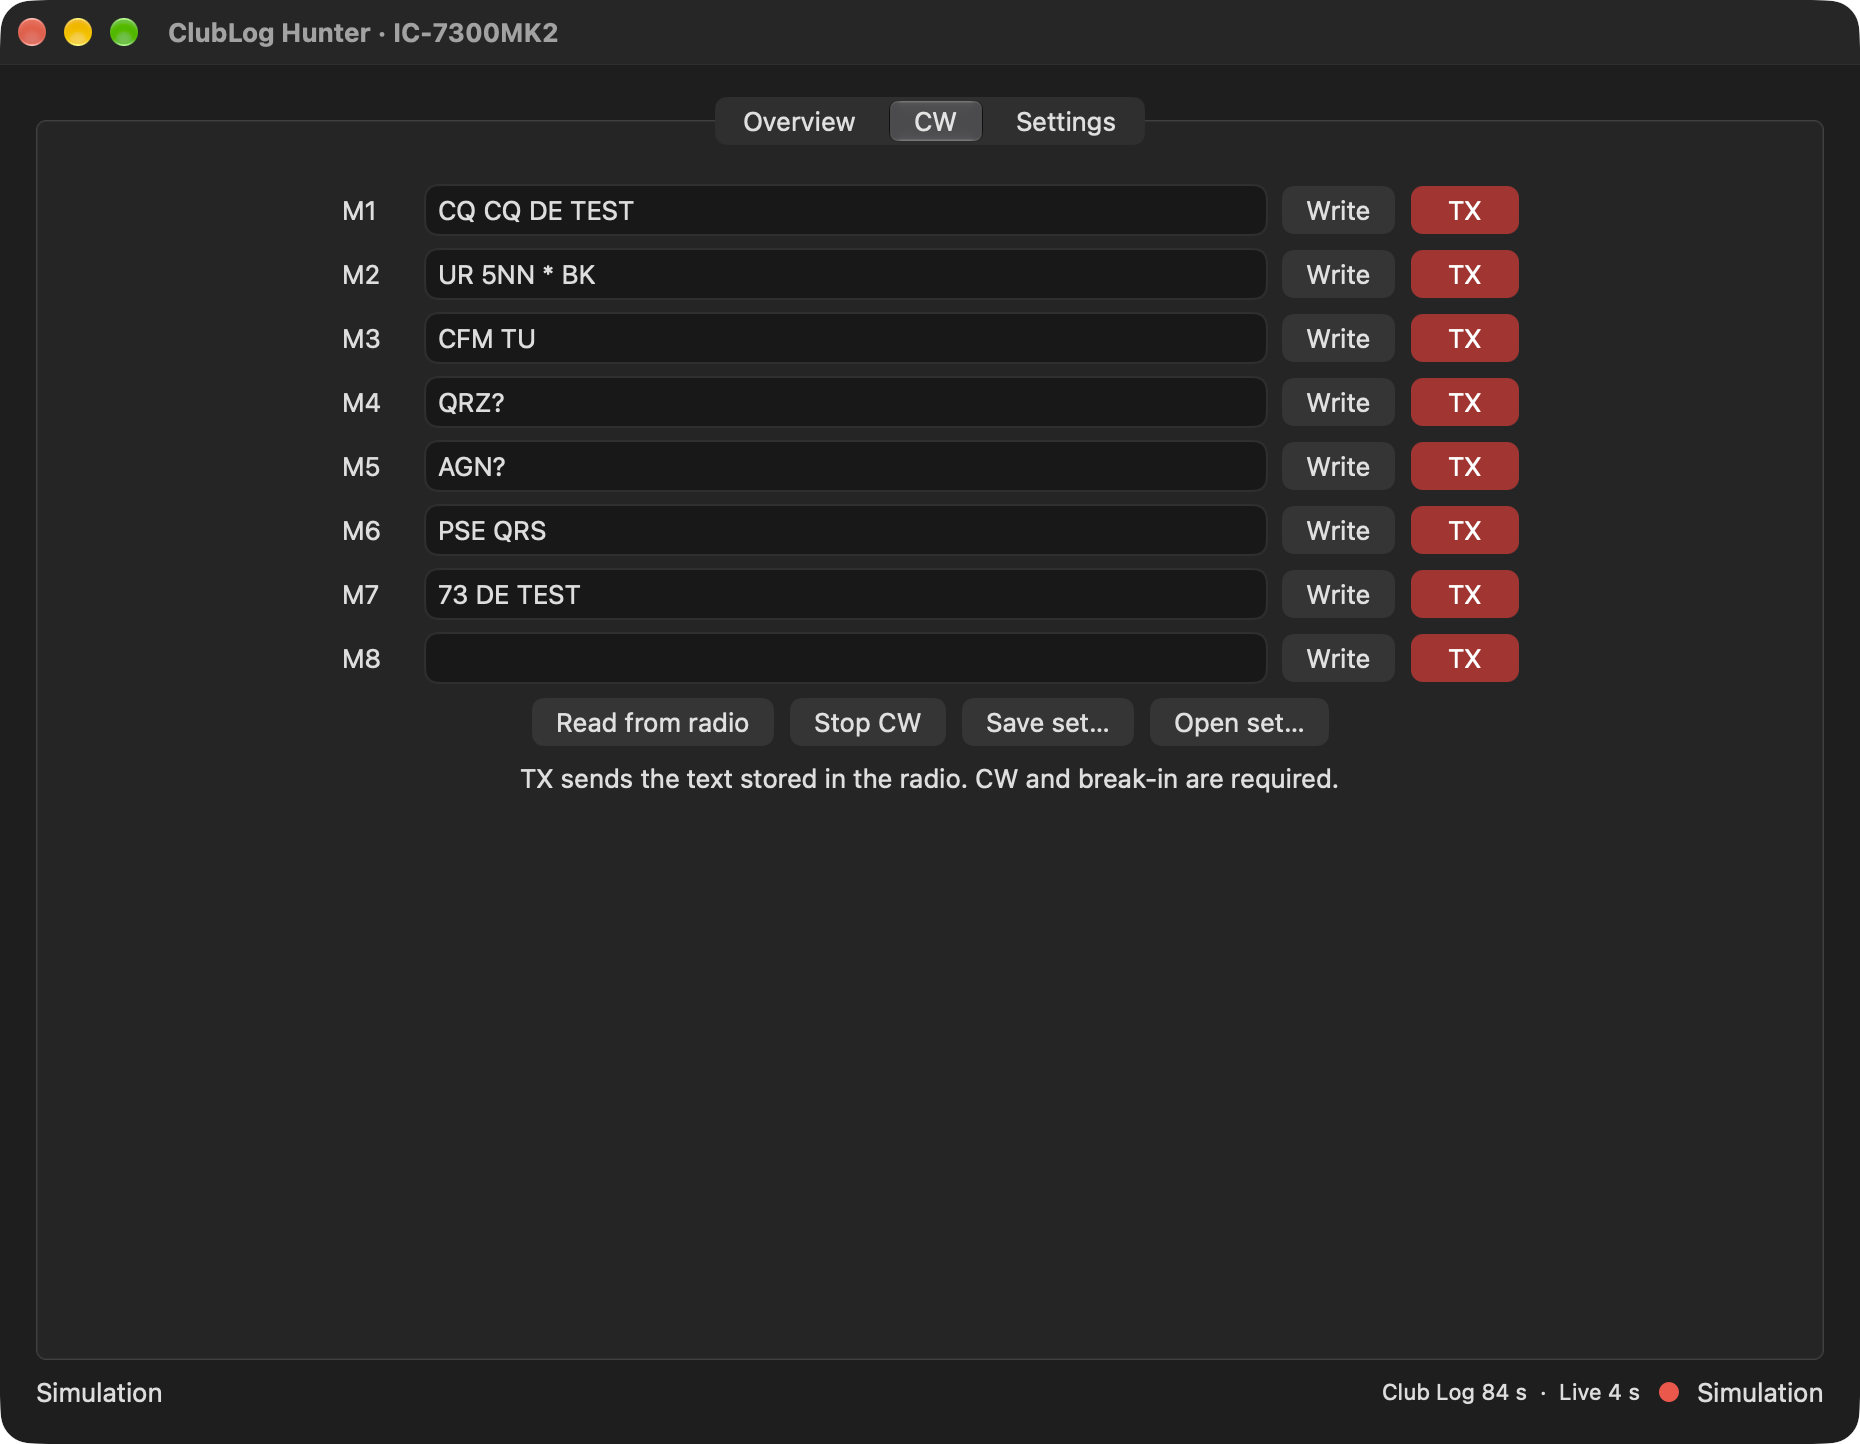 ClubLog Hunter · IC-7300MK2
Overview CW Settings
M1 CQ CQ DE TEST Write TX
M2 UR 5NN * BK Write TX
M3 CFM TU Write TX
M4 QRZ? Write TX
M5 AGN? Write TX
M6 PSE QRS Write TX
M7 73 DE TEST Write TX
M8 Write TX
Read from radio Stop CW Save set... Open set...
TX sends the text stored in the radio. CW and break-in are required.
Simulation Club Log 84 s · Live 4 s Simulation